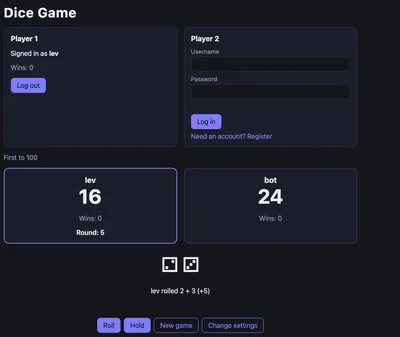 Dice Game
Player 1
Signed in as lev
Wins: 0
Log out
Player 2
Username
Password
Log in
Need an account? Register
First to 100
lev
16
Wins: 0
Round: 5
bot
24
Wins: 0
lev rolled 2 + 3 (+5)
Roll
Hold
New game
Change settings